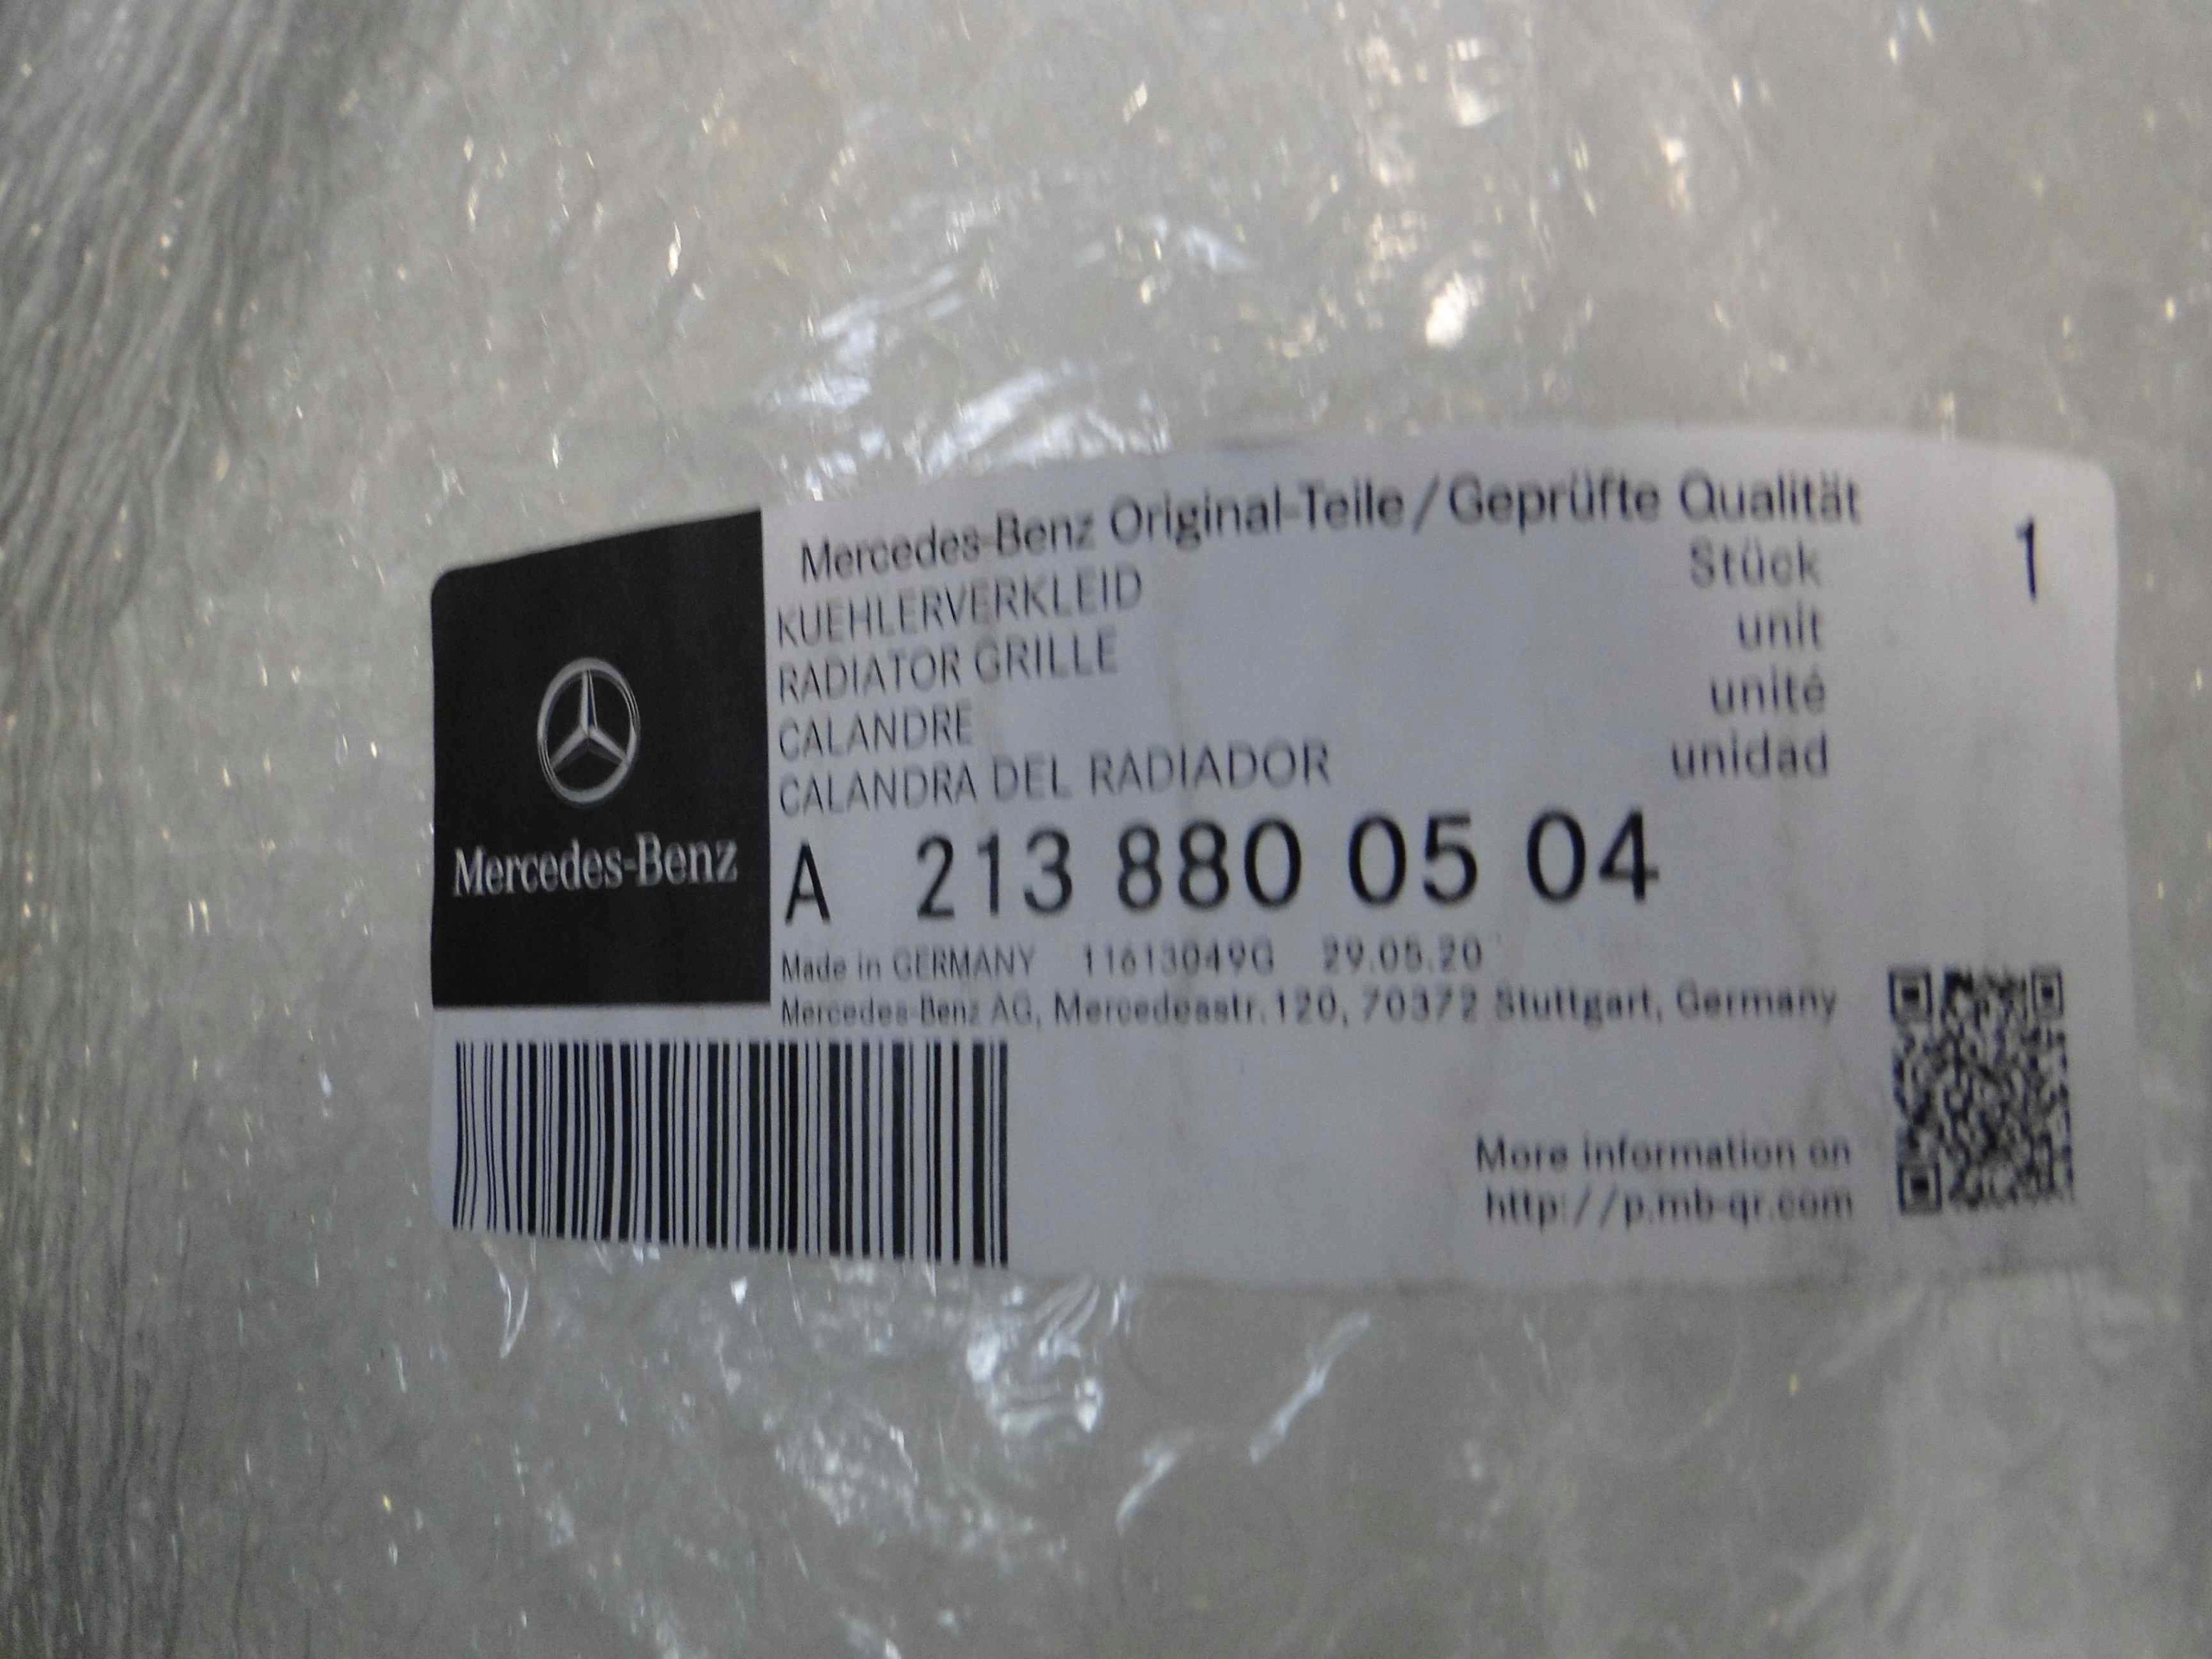 Mercedes-Benz
Mercedes-Benz Original-Teile/Geprüfte Qualität
KUEHLERVERKLEID
RADIATOR GRILLE
CALANDRE
CALANDRA DEL RADIADOR
Stück 1
unit
unité
unidad
A 213 880 05 04
Made in GERMANY 11613049G 29.05.20
Mercedes-Benz AG, Mercedesstr. 120, 70372 Stuttgart, Germany
More information on
http://p.mb-qr.com